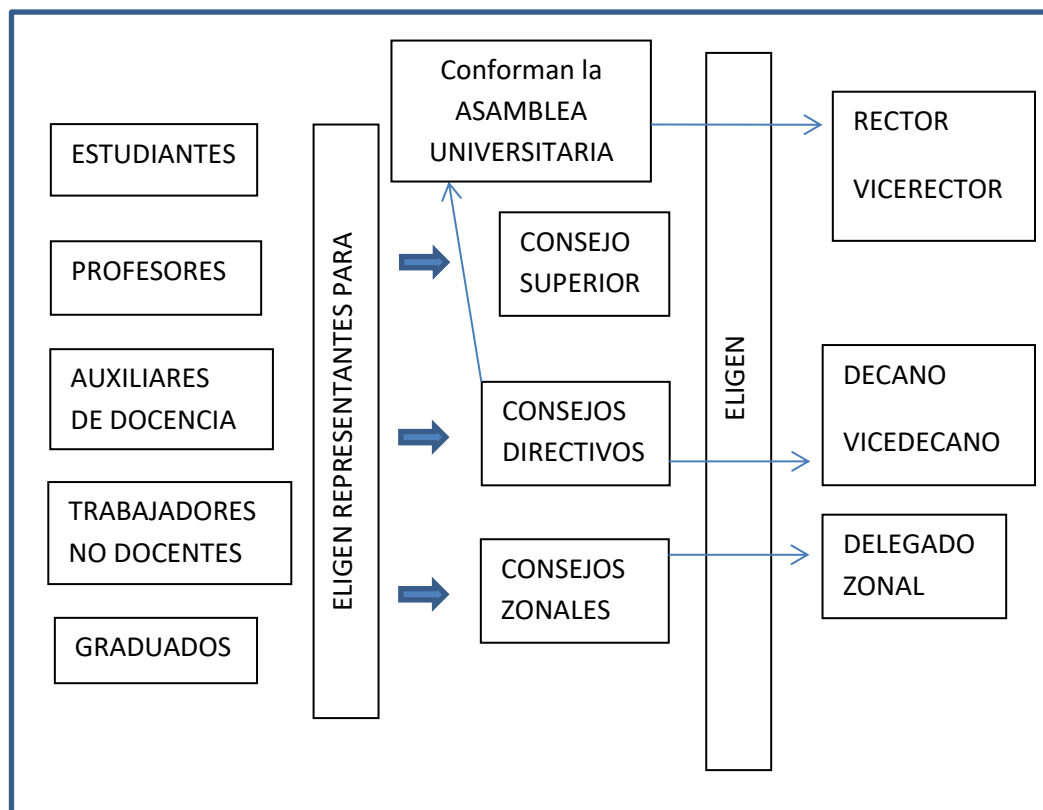 ESTUDIANTES
PROFESORES
AUXILIARES
DE DOCENCIA
TRABAJADORES
NO DOCENTES
GRADUADOS
ELIGEN REPRESENTANTES PARA
Conforman la
ASAMBLEA
UNIVERSITARIA
CONSEJO
SUPERIOR
CONSEJOS
DIRECTIVOS
CONSEJOS
ZONALES
ELIGEN
RECTOR
VICERECTOR
DECANO
VICEDECANO
DELEGADO
ZONAL